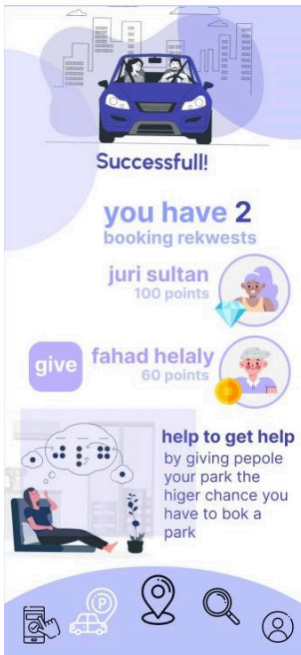 Successfull!
you have 2
booking rekwests
juri sultan
100 points
give
fahad helaly
60 points
help to get help
by giving pepole
your park the
higer chance you
have to bok a
park
P